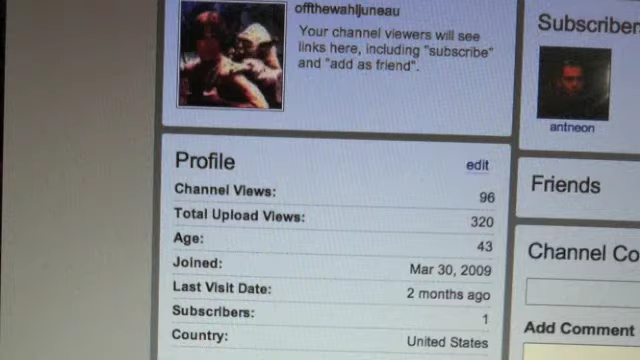 offthewahljuneau
Your channel viewers will see
links here, including "subscribe"
and "add as friend".
Profile
edit
Channel Views: 96
Total Upload Views: 320
Age: 43
Joined: Mar 30, 2009
Last Visit Date: 2 months ago
Subscribers: 1
Country: United States
Subscribers
antneon
Friends
Channel Co
Add Comment